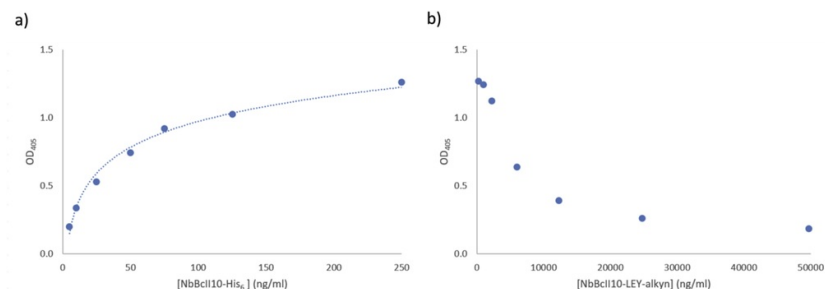 a)
1.5
1.0
0.5
0.0
OD405
0 50 100 150 200 250
[NbBcII10-His6 ] (ng/ml)
b)
1.5
1.0
0.5
0.0
OD405
0 10000 20000 30000 40000 50000
[NbBcII10-LEY-alkyn] (ng/ml)